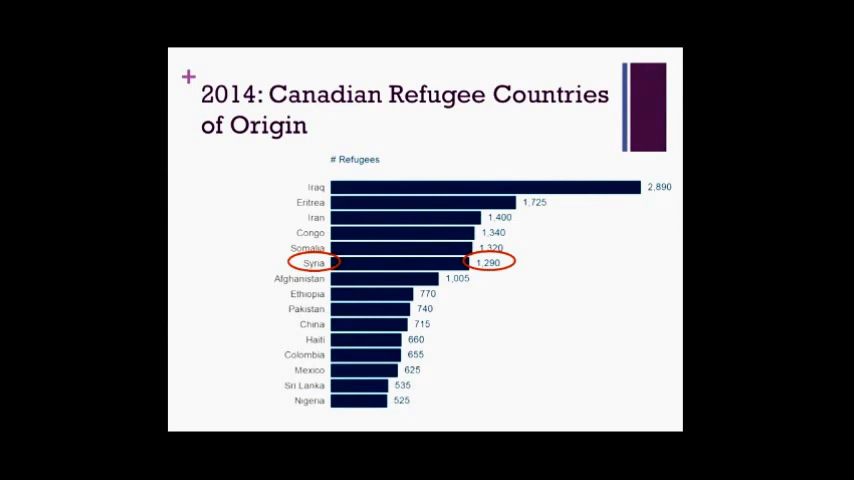 +
2014: Canadian Refugee Countries
of Origin
# Refugees
Iraq 2,890
Eritrea 1,725
Iran 1,400
Congo 1,340
Somalia 1,320
Syria 1,290
Afghanistan 1,005
Ethiopia 770
Pakistan 740
China 715
Haiti 660
Colombia 655
Mexico 625
Sri Lanka 535
Nigeria 525